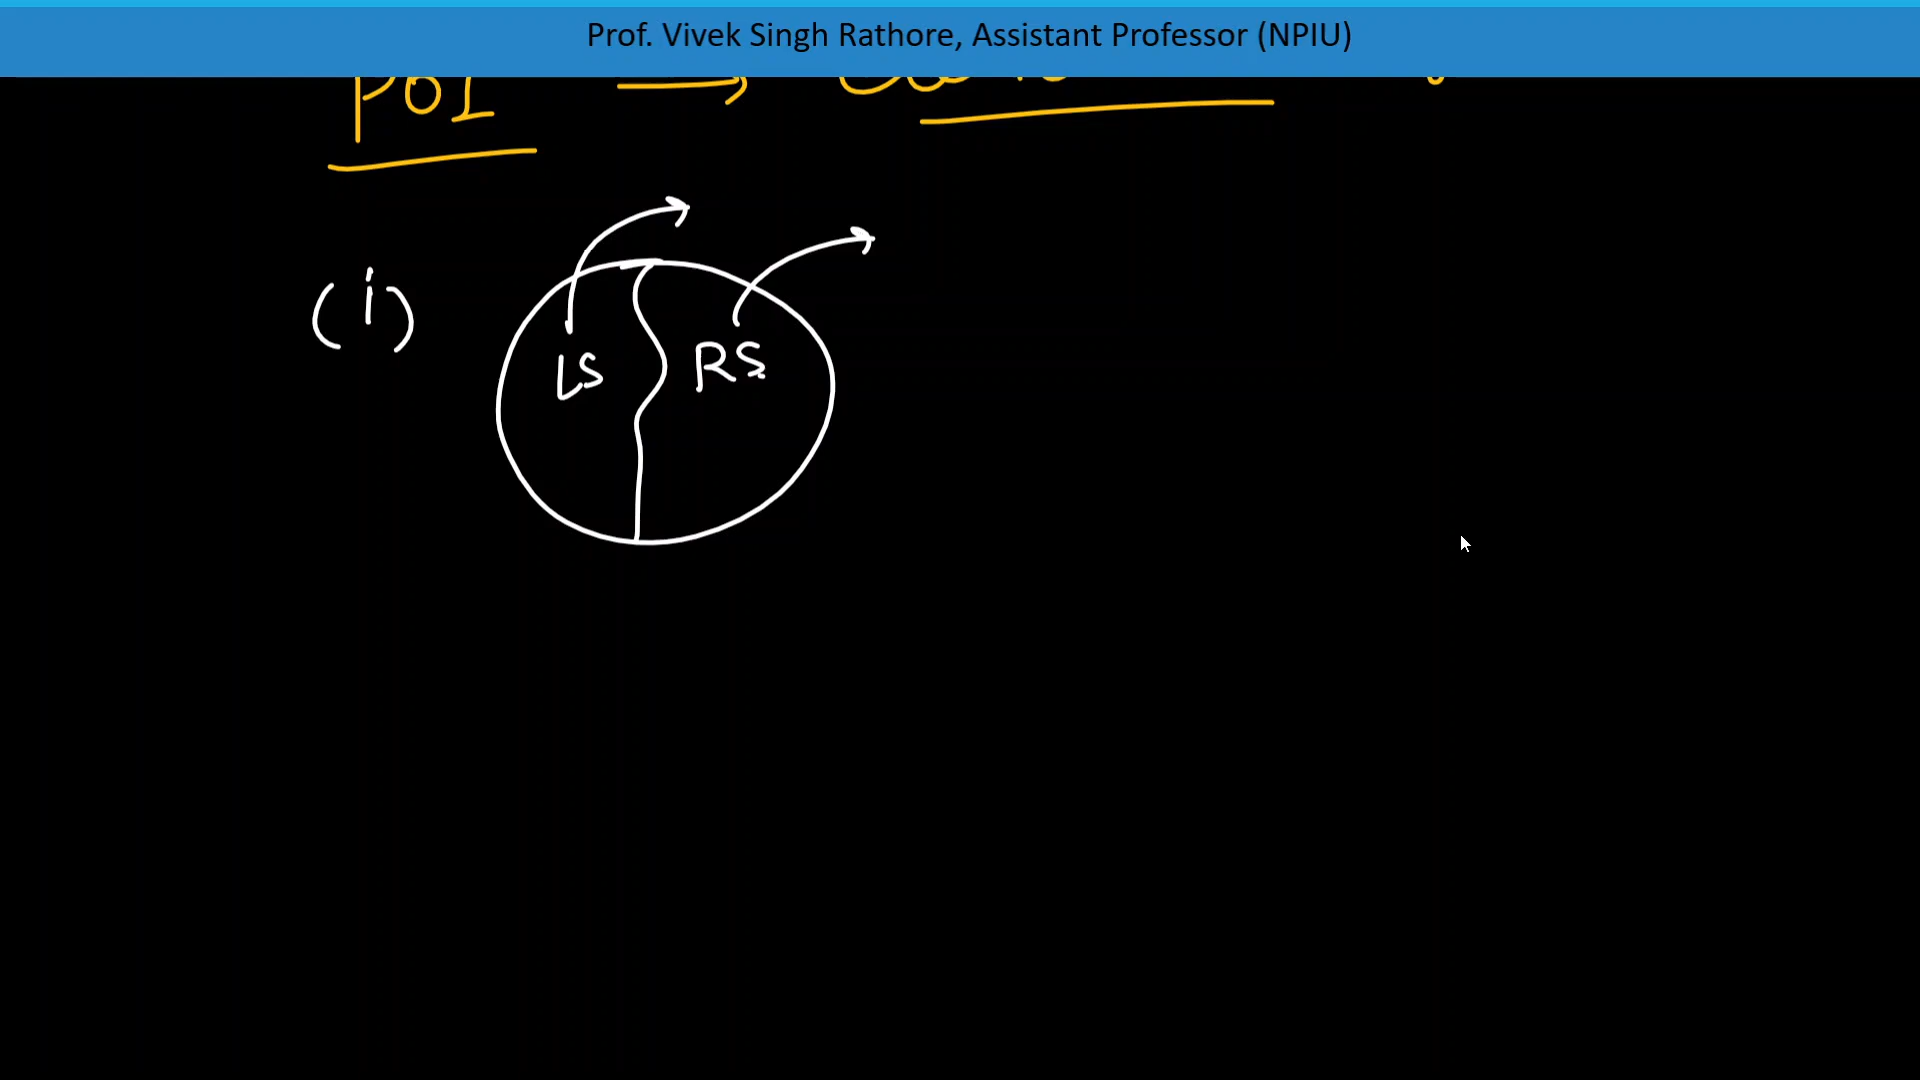 Prof. Vivek Singh Rathore, Assistant Professor (NPIU)
POI →
(i)
LS RS